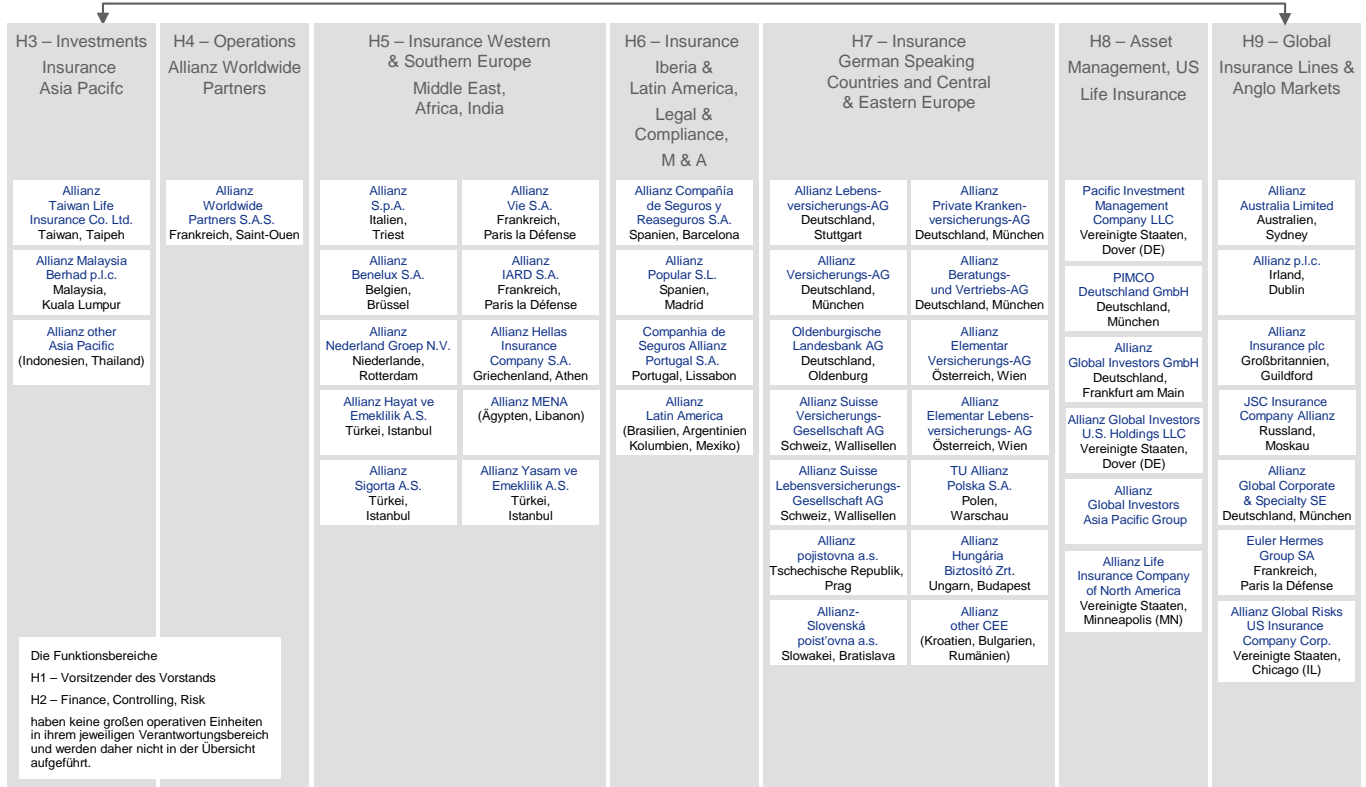 H3 – Investments
Insurance
Asia Pacifc
Allianz
Taiwan Life
Insurance Co. Ltd.
Taiwan, Taipeh
Allianz Malaysia
Berhad p.l.c.
Malaysia,
Kuala Lumpur
Allianz other
Asia Pacific
(Indonesien, Thailand)
Die Funktionsbereiche
H1 – Vorsitzender des Vorstands
H2 – Finance, Controlling, Risk
haben keine großen operativen Einheiten
in ihrem jeweiligen Verantwortungsbereich
und werden daher nicht in der Übersicht
aufgeführt.
H4 – Operations
Allianz Worldwide
Partners
Allianz
Worldwide
Partners S.A.S.
Frankreich, Saint-Ouen
H5 – Insurance Western
& Southern Europe
Middle East,
Africa, India
Allianz
S.p.A.
Italien,
Triest
Allianz
Vie S.A.
Frankreich,
Paris la Défense
Allianz
Benelux S.A.
Belgien,
Brüssel
Allianz
IARD S.A.
Frankreich,
Paris la Défense
Allianz
Nederland Groep N.V.
Niederlande,
Rotterdam
Allianz Hellas
Insurance
Company S.A.
Griechenland, Athen
Allianz Hayat ve
Emeklilik A.S.
Türkei, Istanbul
Allianz MENA
(Ägypten, Libanon)
Allianz
Sigorta A.S.
Türkei,
Istanbul
Allianz Yasam ve
Emeklilik A.S.
Türkei,
Istanbul
H6 – Insurance
Iberia &
Latin America,
Legal &
Compliance,
M & A
Allianz Compañía
de Seguros y
Reaseguros S.A.
Spanien, Barcelona
Allianz
Popular S.L.
Spanien,
Madrid
Companhia de
Seguros Allianz
Portugal S.A.
Portugal, Lissabon
Allianz
Latin America
(Brasilien, Argentinien
Kolumbien, Mexiko)
H7 – Insurance
German Speaking
Countries and Central
& Eastern Europe
Allianz Lebens-
versicherungs-AG
Deutschland,
Stuttgart
Allianz
Private Kranken-
versicherungs-AG
Deutschland, München
Allianz
Versicherungs-AG
Deutschland,
München
Allianz
Beratungs-
und Vertriebs-AG
Deutschland, München
Oldenburgische
Landesbank AG
Deutschland,
Oldenburg
Allianz
Elementar
Versicherungs-AG
Österreich, Wien
Allianz Suisse
Versicherungs-
Gesellschaft AG
Schweiz, Wallisellen
Allianz
Elementar Lebens-
versicherungs- AG
Österreich, Wien
Allianz Suisse
Lebensversicherungs-
Gesellschaft AG
Schweiz, Wallisellen
TU Allianz
Polska S.A.
Polen,
Warschau
Allianz
pojistovna a.s.
Tschechische Republik,
Prag
Allianz
Hungária
Biztosító Zrt.
Ungarn, Budapest
Allianz-
Slovenská
poist'ovna a.s.
Slowakei, Bratislava
Allianz
other CEE
(Kroatien, Bulgarien,
Rumänien)
H8 – Asset
Management, US
Life Insurance
Pacific Investment
Management
Company LLC
Vereinigte Staaten,
Dover (DE)
PIMCO
Deutschland GmbH
Deutschland,
München
Allianz
Global Investors GmbH
Deutschland,
Frankfurt am Main
Allianz Global Investors
U.S. Holdings LLC
Vereinigte Staaten,
Dover (DE)
Allianz
Global Investors
Asia Pacific Group
Allianz Life
Insurance Company
of North America
Vereinigte Staaten,
Minneapolis (MN)
H9 – Global
Insurance Lines &
Anglo Markets
Allianz
Australia Limited
Australien,
Sydney
Allianz p.l.c.
Irland,
Dublin
Allianz
Insurance plc
Großbritannien,
Guildford
JSC Insurance
Company Allianz
Russland,
Moskau
Allianz
Global Corporate
& Specialty SE
Deutschland, München
Euler Hermes
Group SA
Frankreich,
Paris la Défense
Allianz Global Risks
US Insurance
Company Corp.
Vereinigte Staaten,
Chicago (IL)